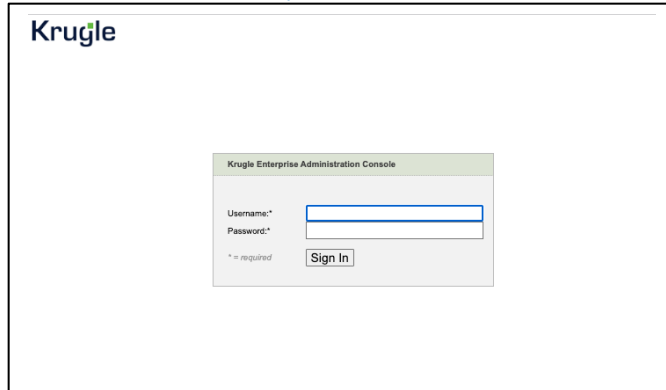 Krugle
Krugle Enterprise Administration Console
Username:*
Password:*
* = required
Sign In